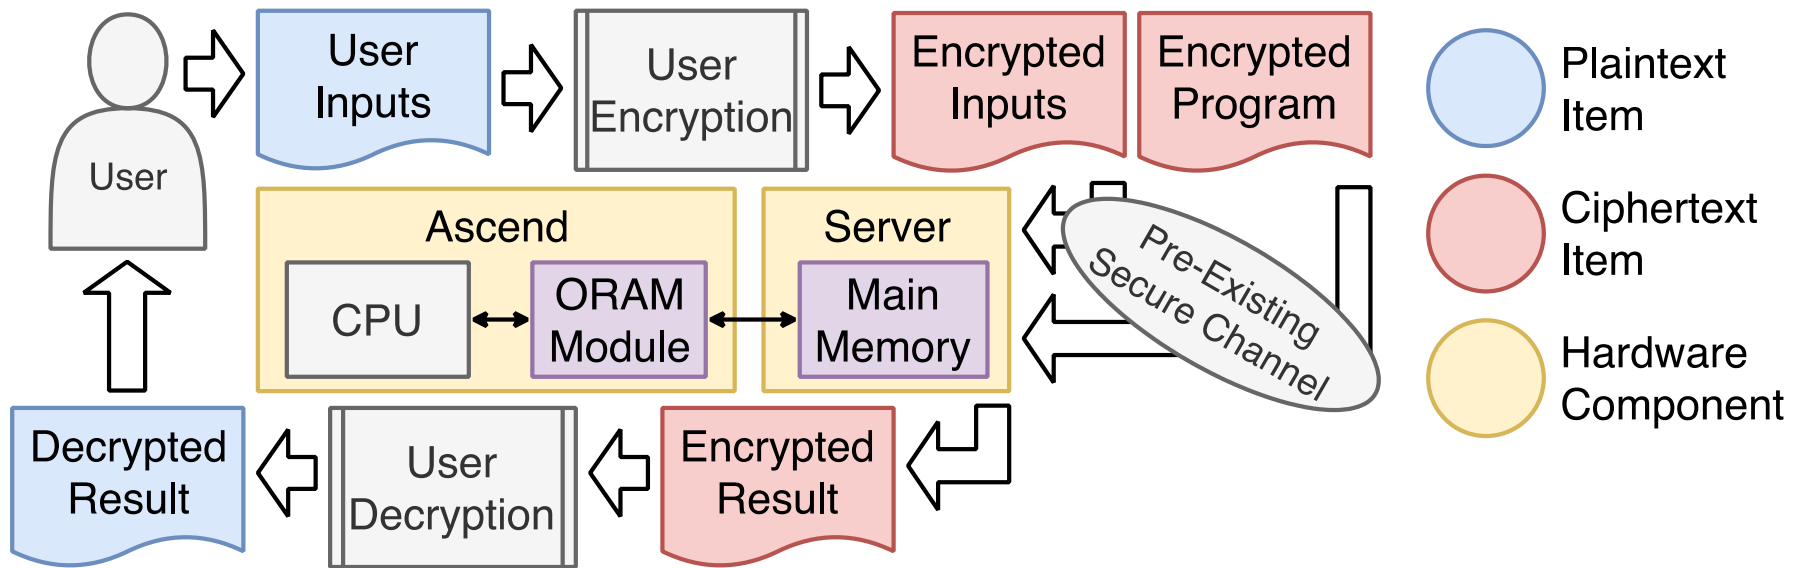 User
Inputs
User
Encryption
Encrypted
Inputs
Encrypted
Program
Plaintext
Item
User
Ascend
CPU
ORAM
Module
Server
Main
Memory
Pre-Existing
Secure Channel
Ciphertext
Item
Hardware
Component
Decrypted
Result
User
Decryption
Encrypted
Result